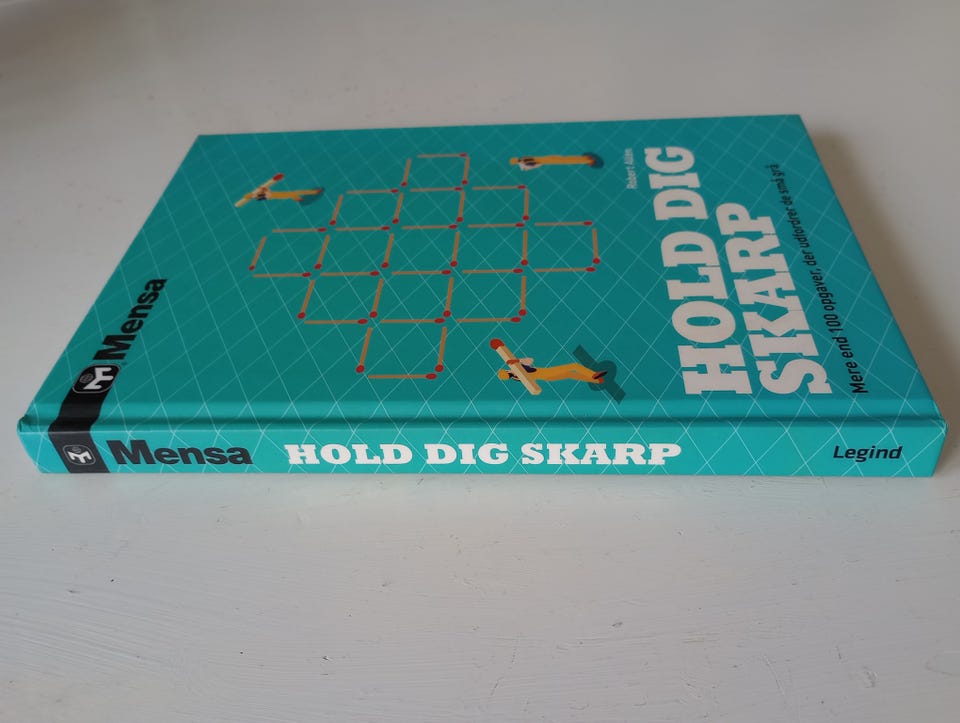 Mensa
Robert Allen
HOLD DIG
SKARP
Mere end 100 opgaver, der udfordrer de små grå
Mensa HOLD DIG SKARP Legind